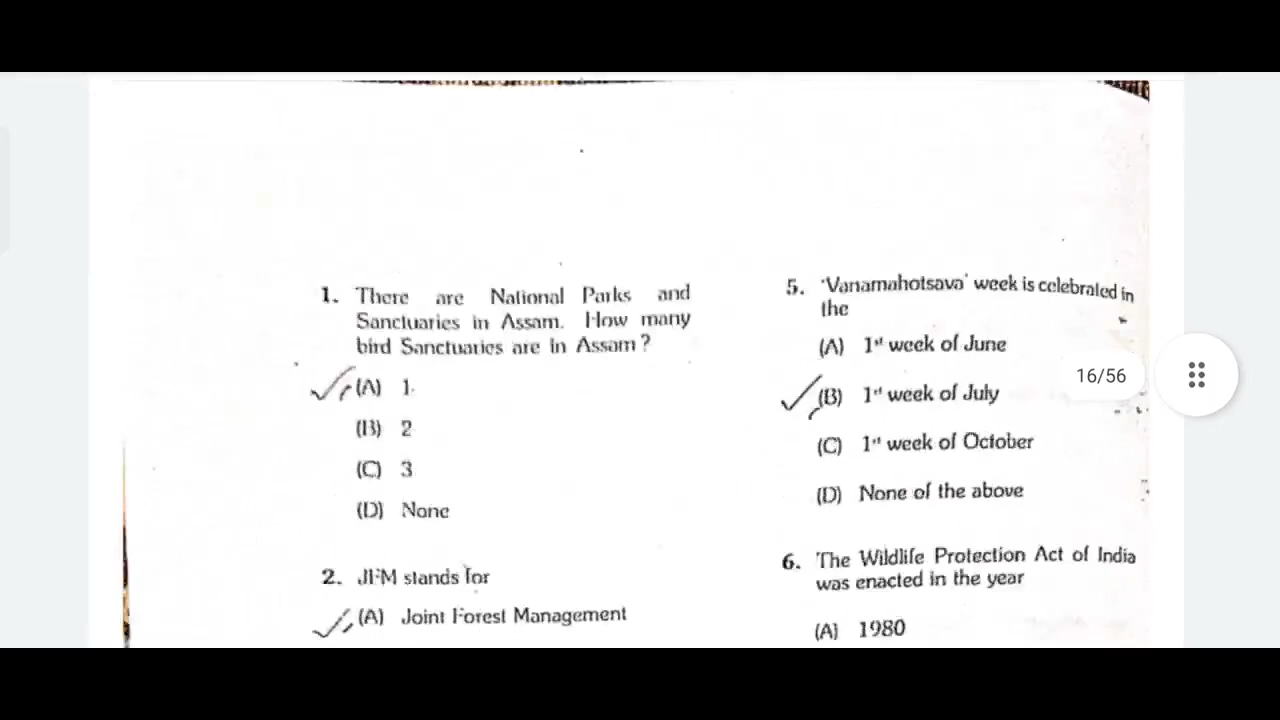 1. There are National Parks and
Sanctuaries in Assam. How many
bird Sanctuaries are in Assam?
(A) 1
(B) 2
(C) 3
(D) None
2. JFM stands for
(A) Joint Forest Management
5. 'Vanamahotsava' week is celebrated in
the
(A) 1st week of June
(B) 1st week of July
(C) 1st week of October
(D) None of the above
6. The Wildlife Protection Act of India
was enacted in the year
(A) 1980
16/56